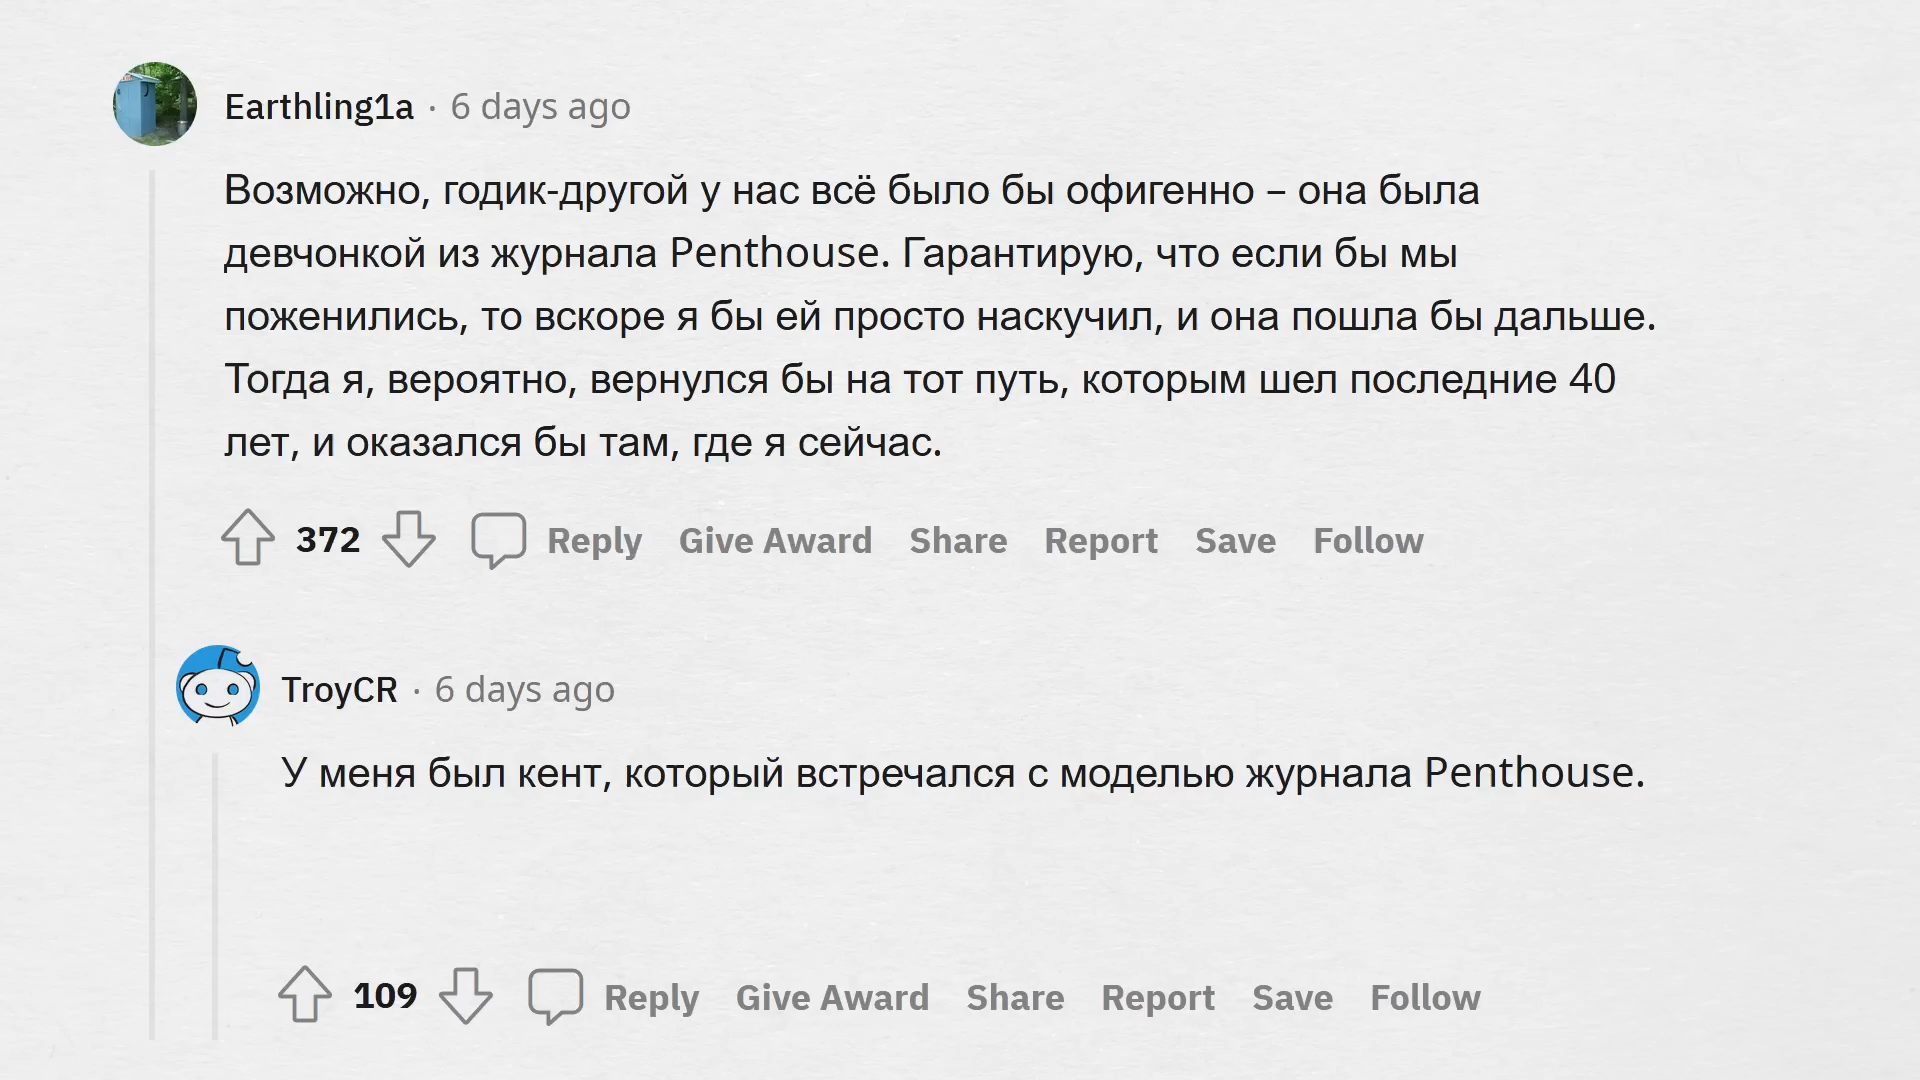 Earthling1a · 6 days ago
Возможно, годик-другой у нас всё было бы офигенно – она была
девчонкой из журнала Penthouse. Гарантирую, что если бы мы
поженились, то вскоре я бы ей просто наскучил, и она пошла бы дальше.
Тогда я, вероятно, вернулся бы на тот путь, которым шел последние 40
лет, и оказался бы там, где я сейчас.
372 Reply Give Award Share Report Save Follow
TroyCR · 6 days ago
У меня был кент, который встречался с моделью журнала Penthouse.
109 Reply Give Award Share Report Save Follow